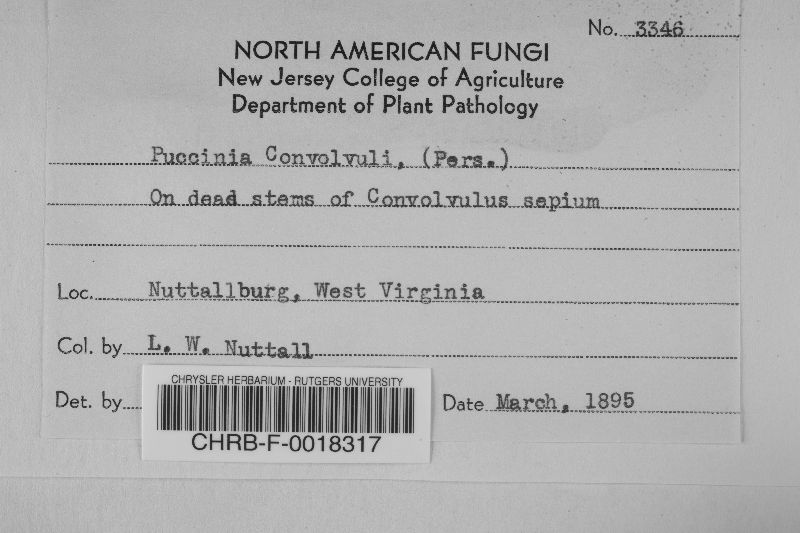 No. 3346
NORTH AMERICAN FUNGI
New Jersey College of Agriculture
Department of Plant Pathology
Puccinia Convolvuli, (Pers.)
On dead stems of Convolvulus sepium
Loc. Nuttallburg, West Virginia
Col. by L. W. Nuttall
Det. by
Date March, 1895
CHRYSLER HERBARIUM - RUTGERS UNIVERSITY
CHRB-F-0018317